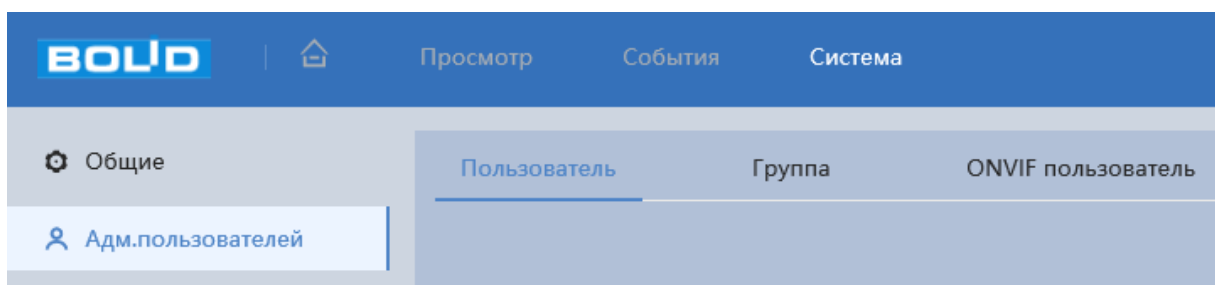 BOLID Просмотр События Система
Общие Пользователь Группа ONVIF пользователь
Адм.пользователей